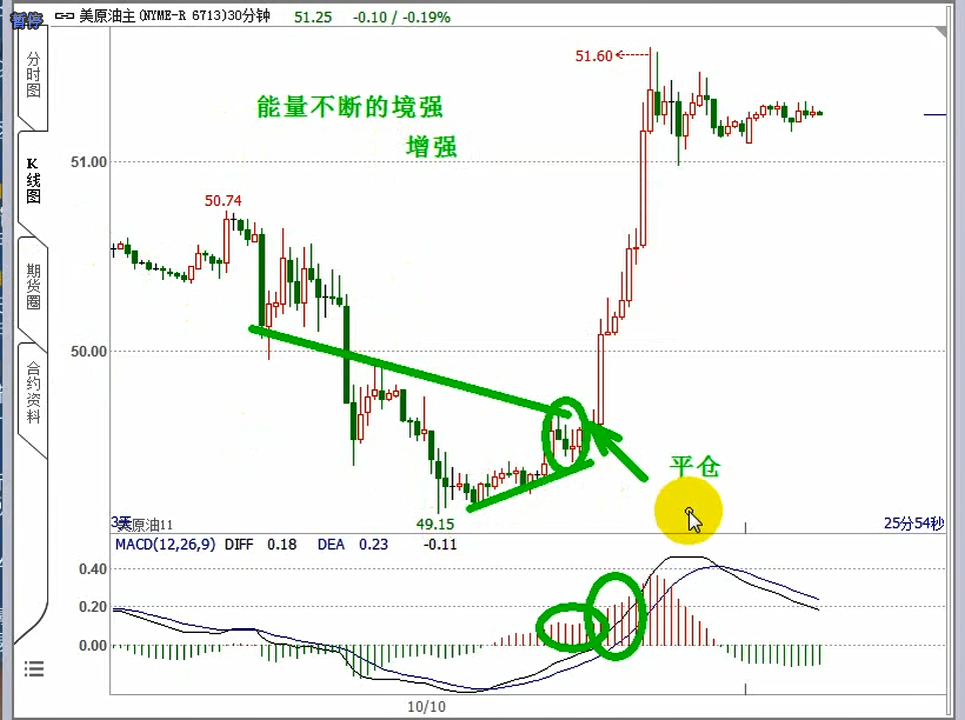 暂停
美原油主(NYME-R 6713)30分钟 51.25 -0.10 / -0.19%
分时图
K线图
期货圈
合约资料
51.60
能量不断的境强
增强
51.00
50.74
50.00
平仓
49.15
3天
美原油11
25分54秒
MACD(12,26,9) DIFF 0.18 DEA 0.23 -0.11
0.40
0.20
0.00
10/10